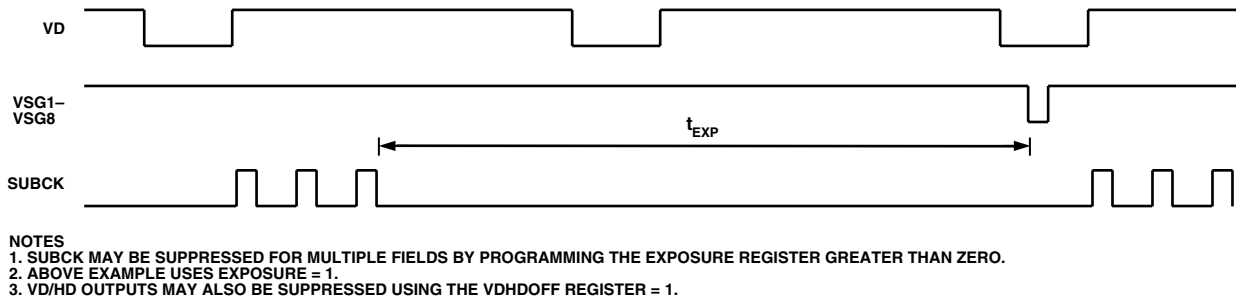 VD
VSG1–
VSG8
tEXP
SUBCK
NOTES
1. SUBCK MAY BE SUPPRESSED FOR MULTIPLE FIELDS BY PROGRAMMING THE EXPOSURE REGISTER GREATER THAN ZERO.
2. ABOVE EXAMPLE USES EXPOSURE = 1.
3. VD/HD OUTPUTS MAY ALSO BE SUPPRESSED USING THE VDHDOFF REGISTER = 1.